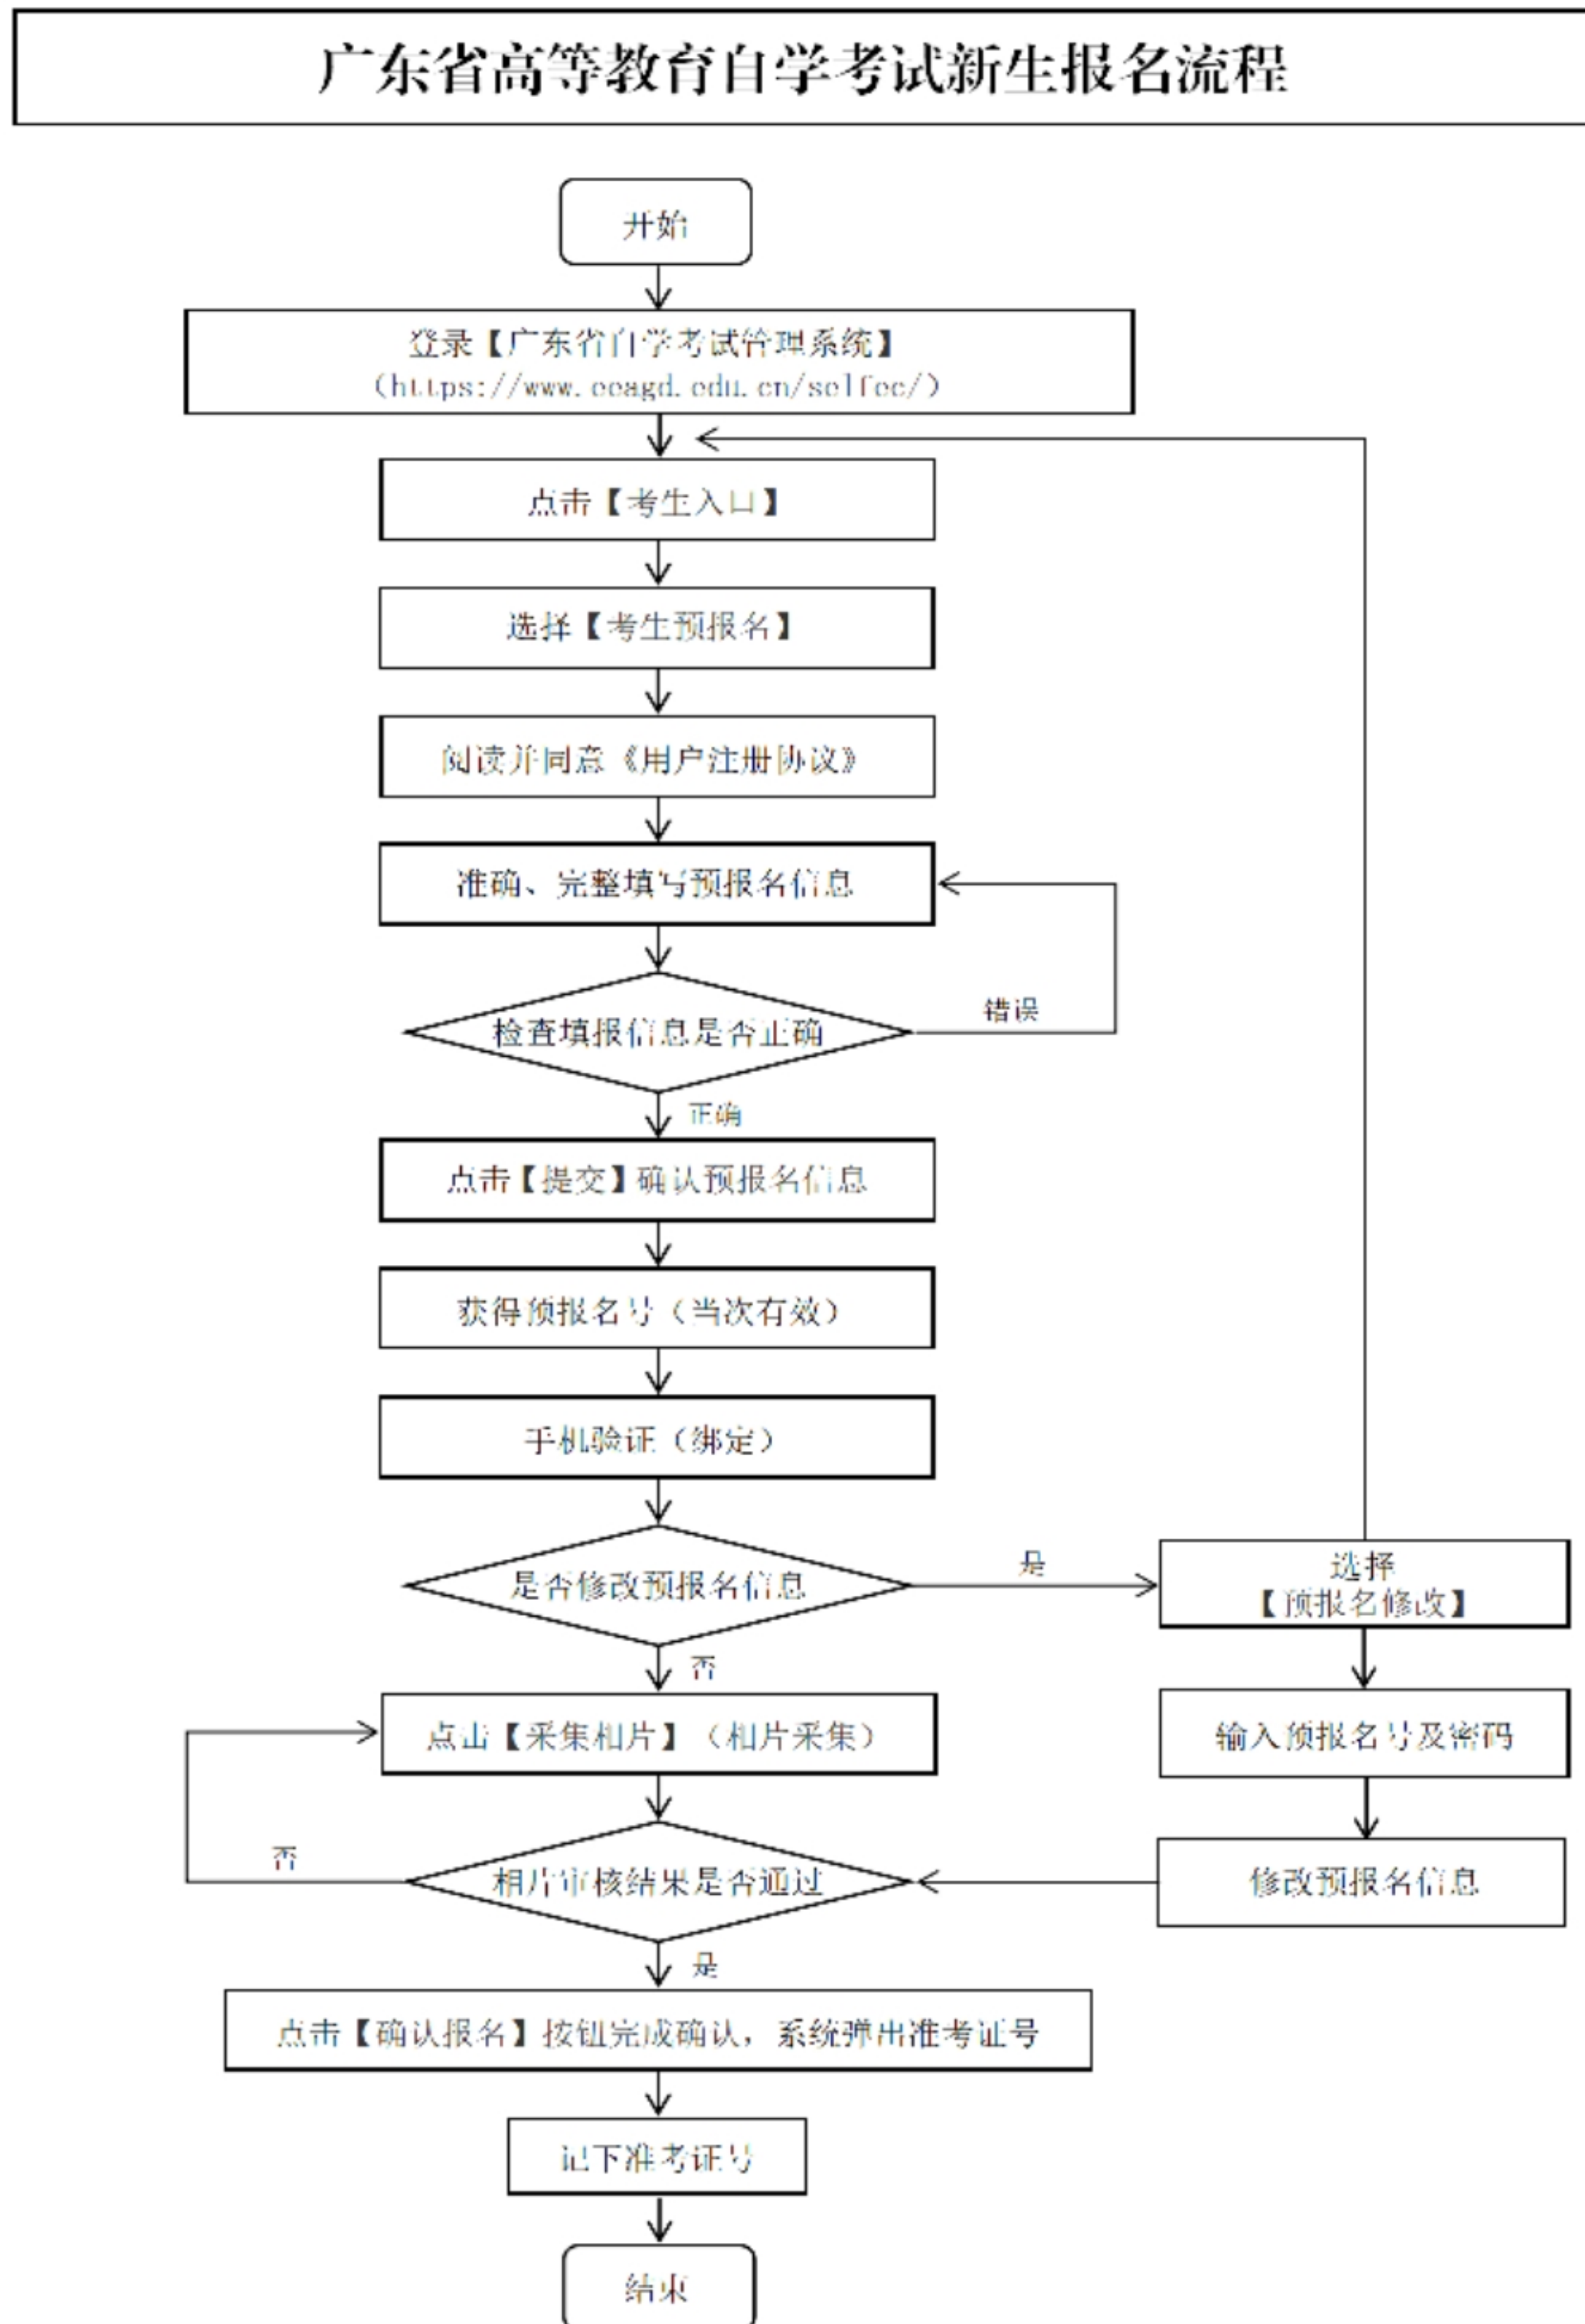 广东省高等教育自学考试新生报名流程
开始
登录【广东省自学考试管理系统】
(https://www.eeagd.edu.cn/selfec/)
点击【考生入口】
选择【考生预报名】
阅读并同意《用户注册协议》
准确、完整填写预报名信息
检查填报信息是否正确
错误
正确
点击【提交】确认预报名信息
获得预报名号（当次有效）
手机验证（绑定）
是否修改预报名信息
是
选择
【预报名修改】
否
点击【采集相片】（相片采集）
输入预报名号及密码
否
相片审核结果是否通过
修改预报名信息
是
点击【确认报名】按钮完成确认，系统弹出准考证号
记下准考证号
结束